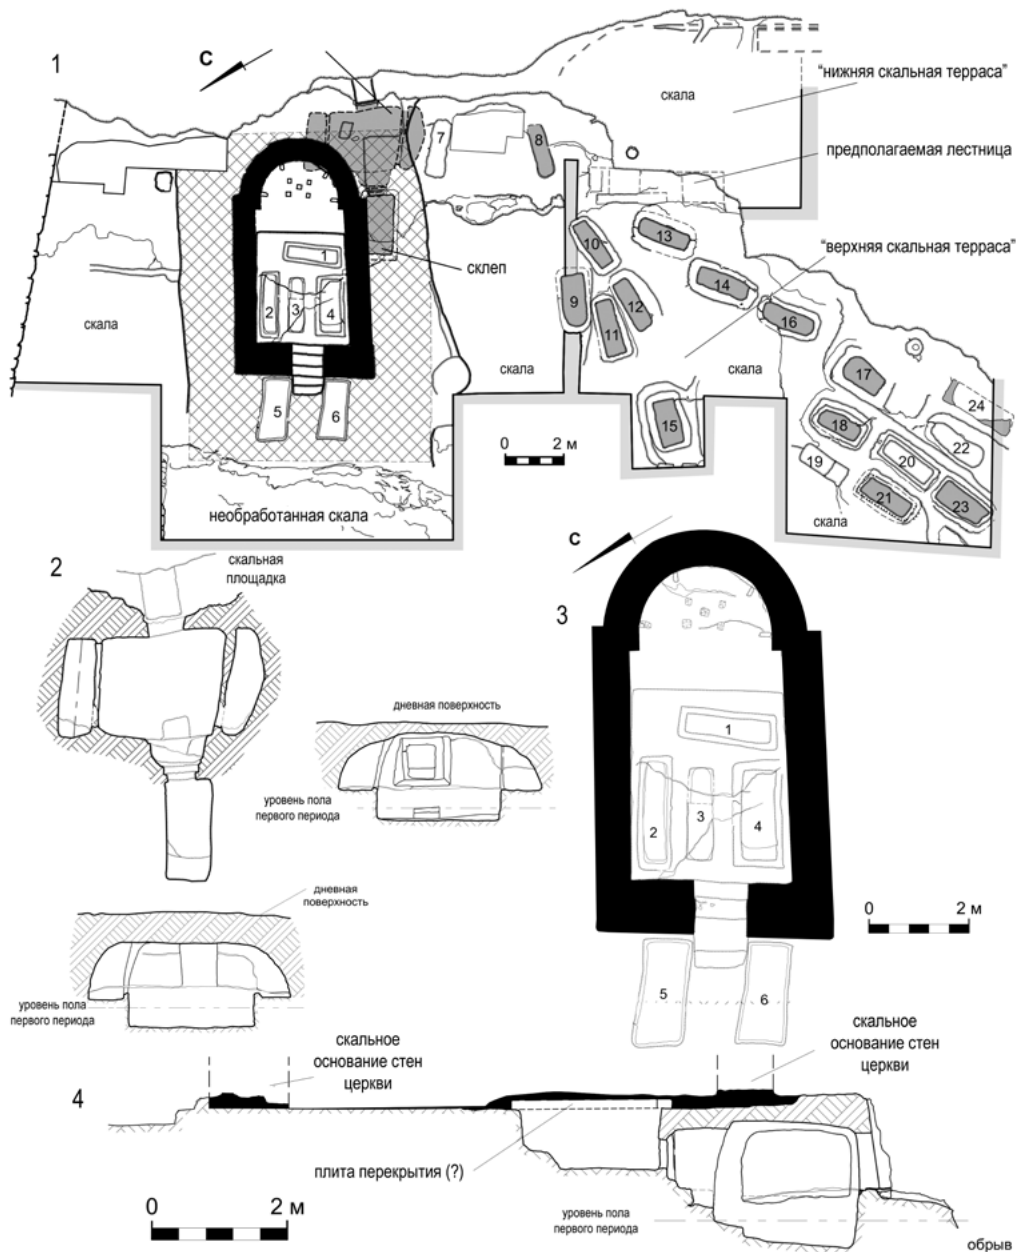 1
С
"нижняя скальная терраса"
скала
предполагаемая лестница
7
8
"верхняя скальная терраса"
1
склеп
10
13
14
2
3
4
9
12
11
16
скала
скала
скала
17
24
5
6
15
18
22
0 2 м
19
20
21
23
необработанная скала
скала
2
скальная
площадка
С
3
дневная поверхность
1
уровень пола
первого периода
2
3
4
дневная
поверхность
0 2 м
уровень пола
первого периода
5
6
скальное
основание стен
церкви
скальное
основание стен
церкви
4
плита перекрытия (?)
0 2 м
уровень пола
первого периода
обрыв